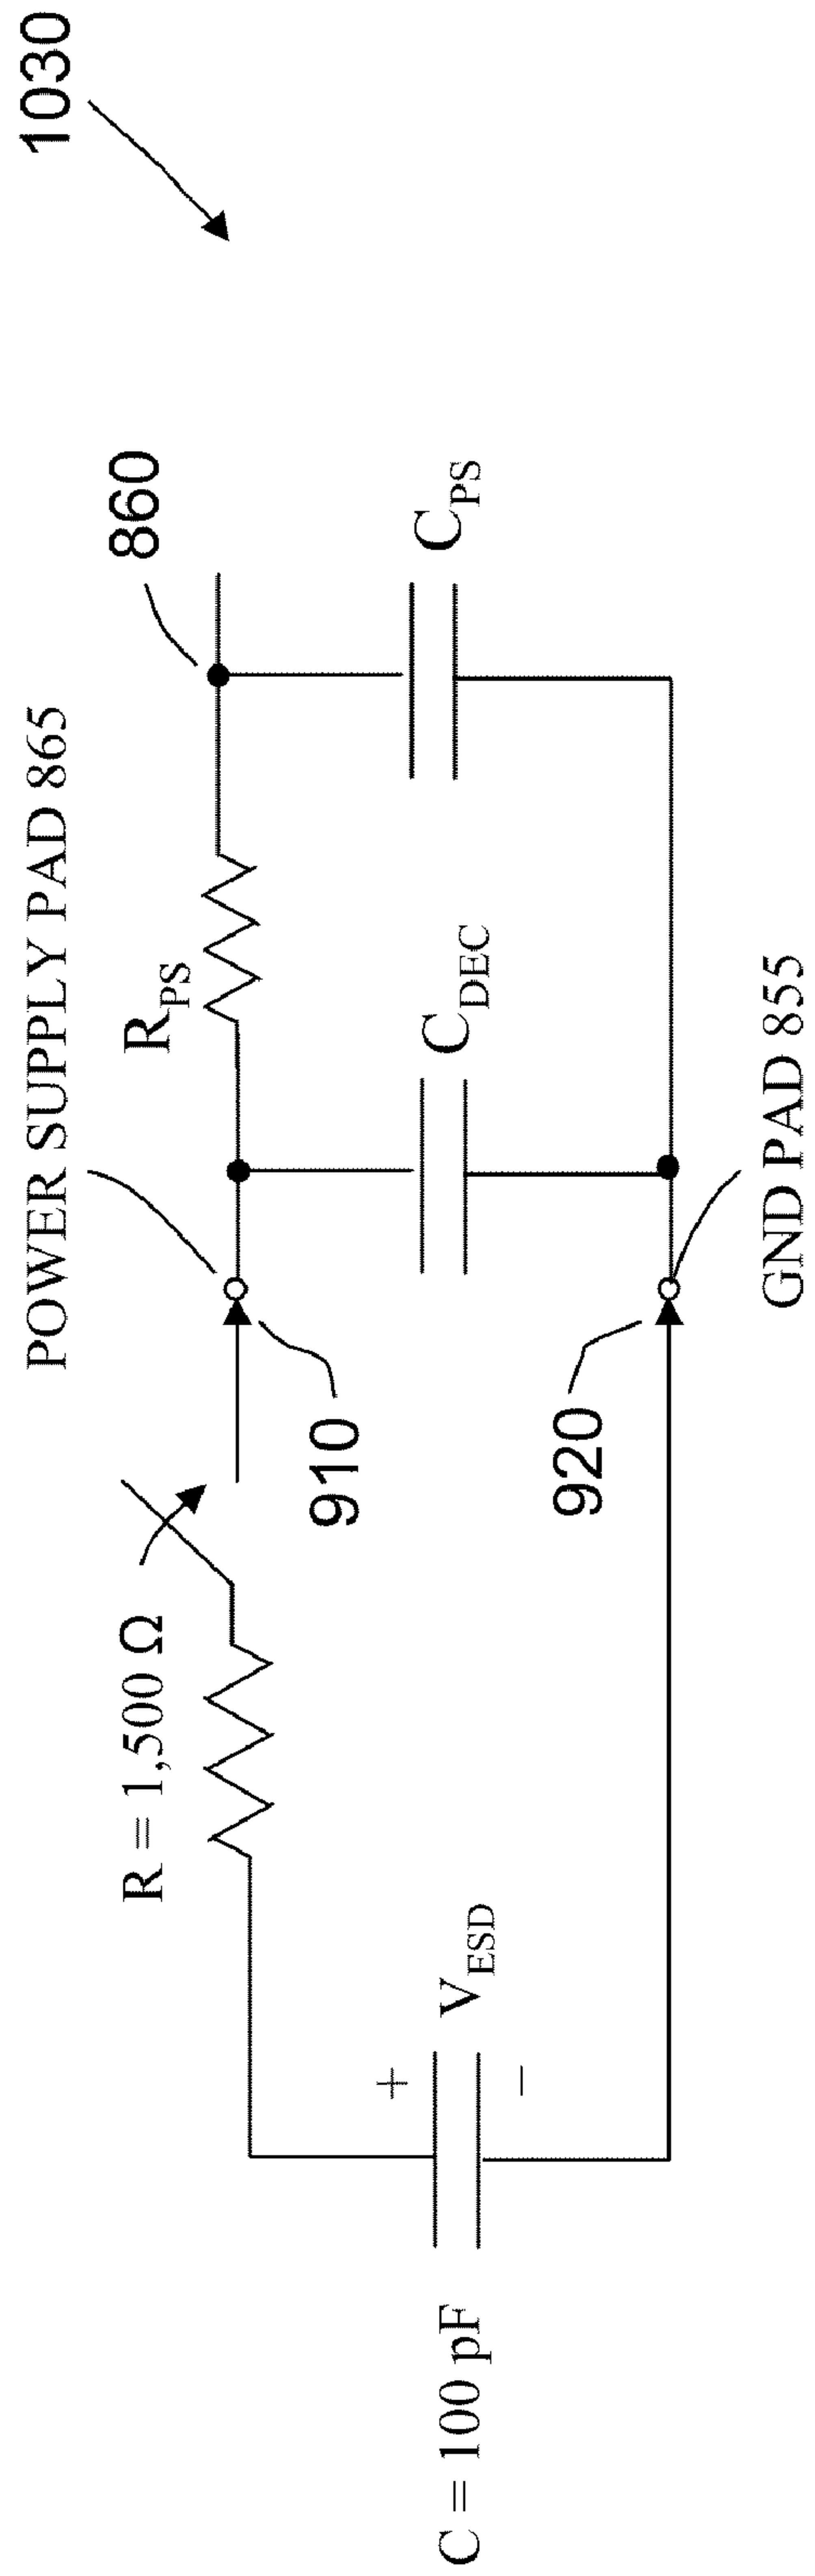 1030
POWER SUPPLY PAD 865
860
R = 1,500 Ω
R_PS
910
C = 100 pF
+
V_ESD
−
C_DEC
C_PS
920
GND PAD 855